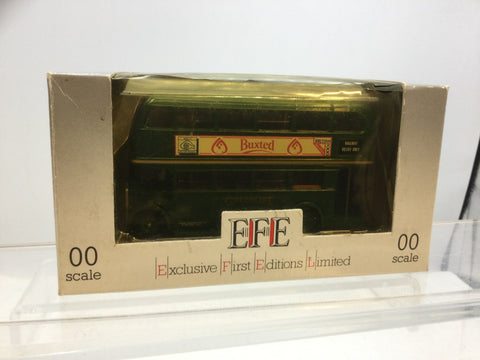 Buxted
EFE
00
scale
00
scale
Exclusive First Editions Limited